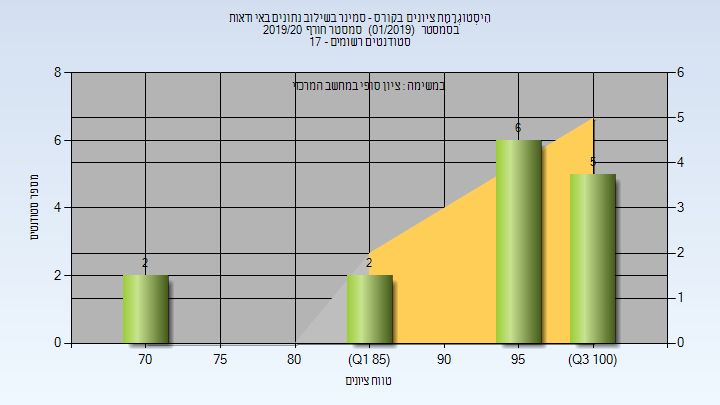 היסטוגרמת ציונים בקורס - סמינר בשילוב נתונים באי ודאות
בסמסטר (01/2019) סמסטר חורף 2019/20
סטודנטים רשומים - 17
במשימה : ציון סופי במחשב המרכזי
מספר סטודנטים
8
6
4
2
0
6
5
4
3
2
1
0
2
2
6
5
70
75
80
(Q1 85)
90
95
(Q3 100)
טווח ציונים